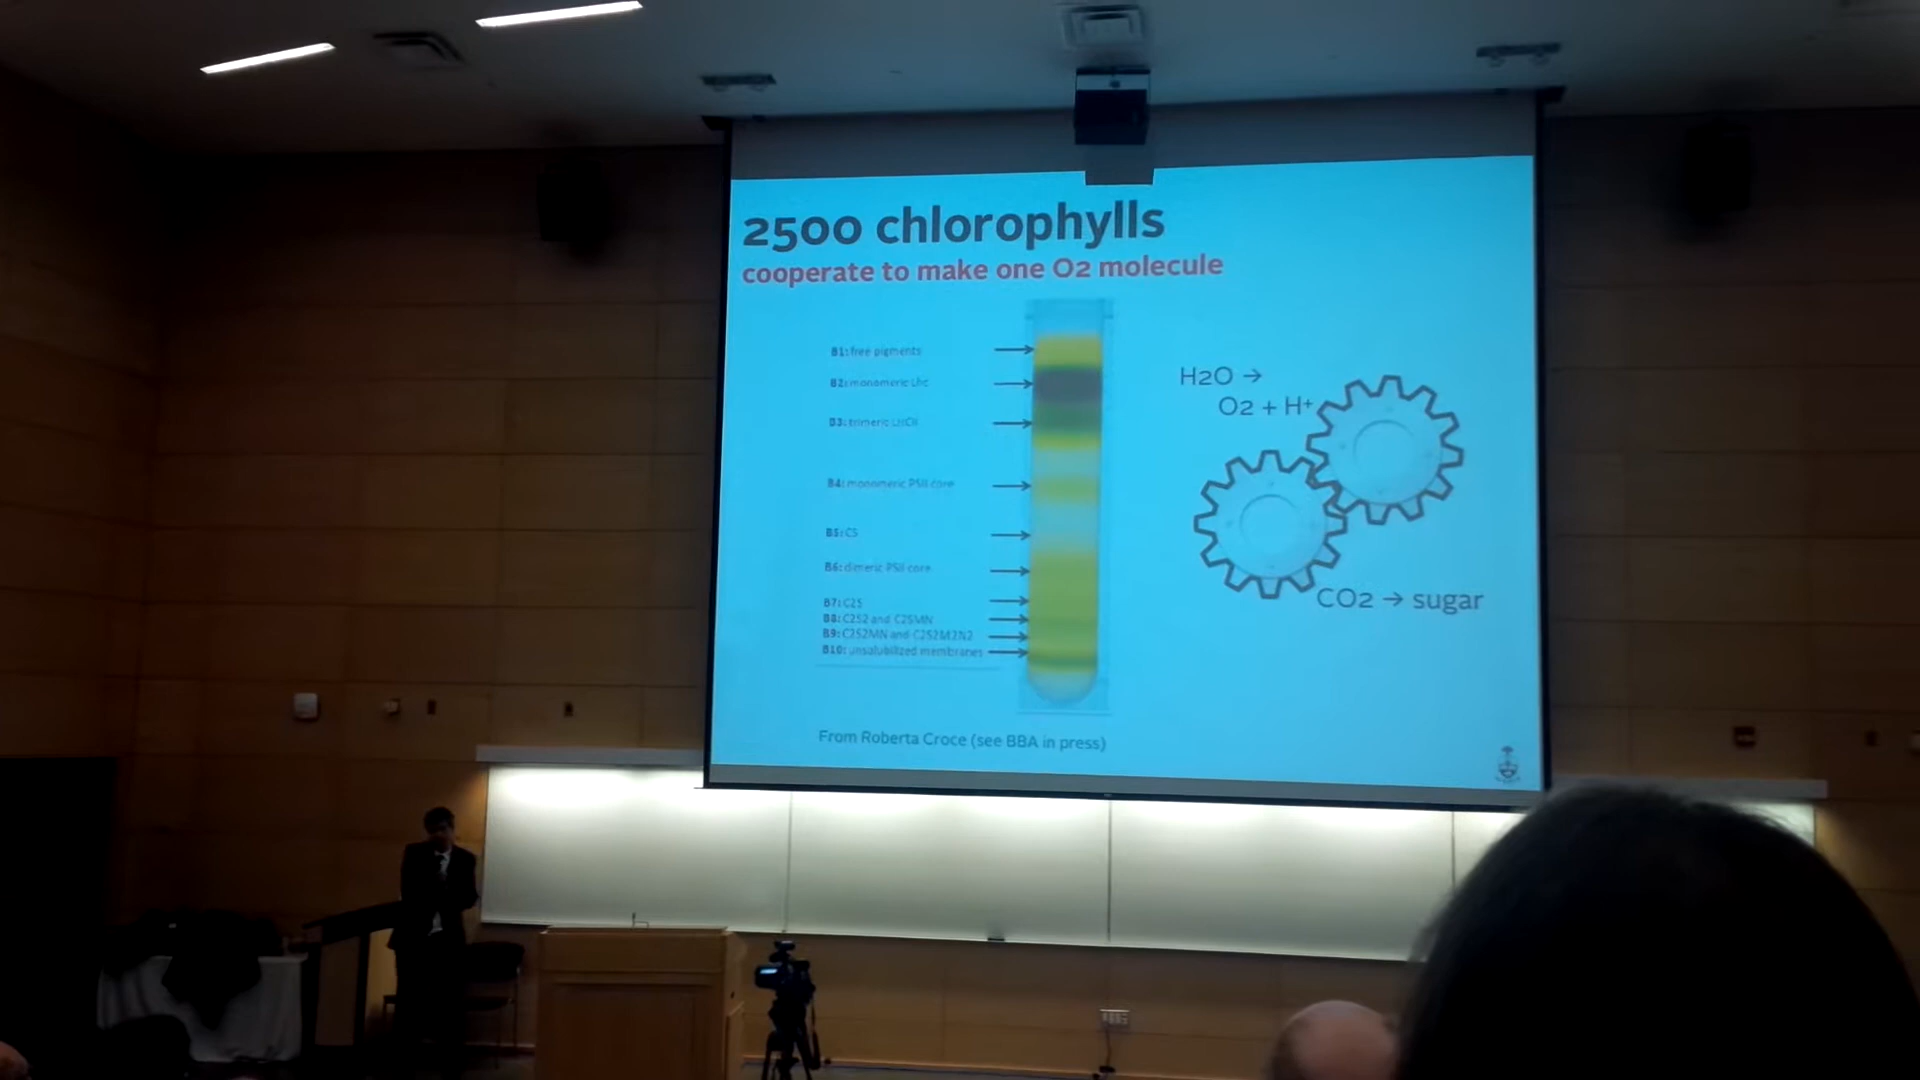 2500 chlorophylls
cooperate to make one O2 molecule
B1: free pigments
B2: monomeric Lhc
B3: trimeric LHCII
B4: monomeric PSII core
B5: CS
B6: dimeric PSII core
B7: C2S
B8: C2S2 and C2SMN
B9: C2S2MN and C2S2M2N2
B10: unsolubilized membranes
H2O →
O2 + H+
CO2 → sugar
From Roberta Croce (see BBA in press)